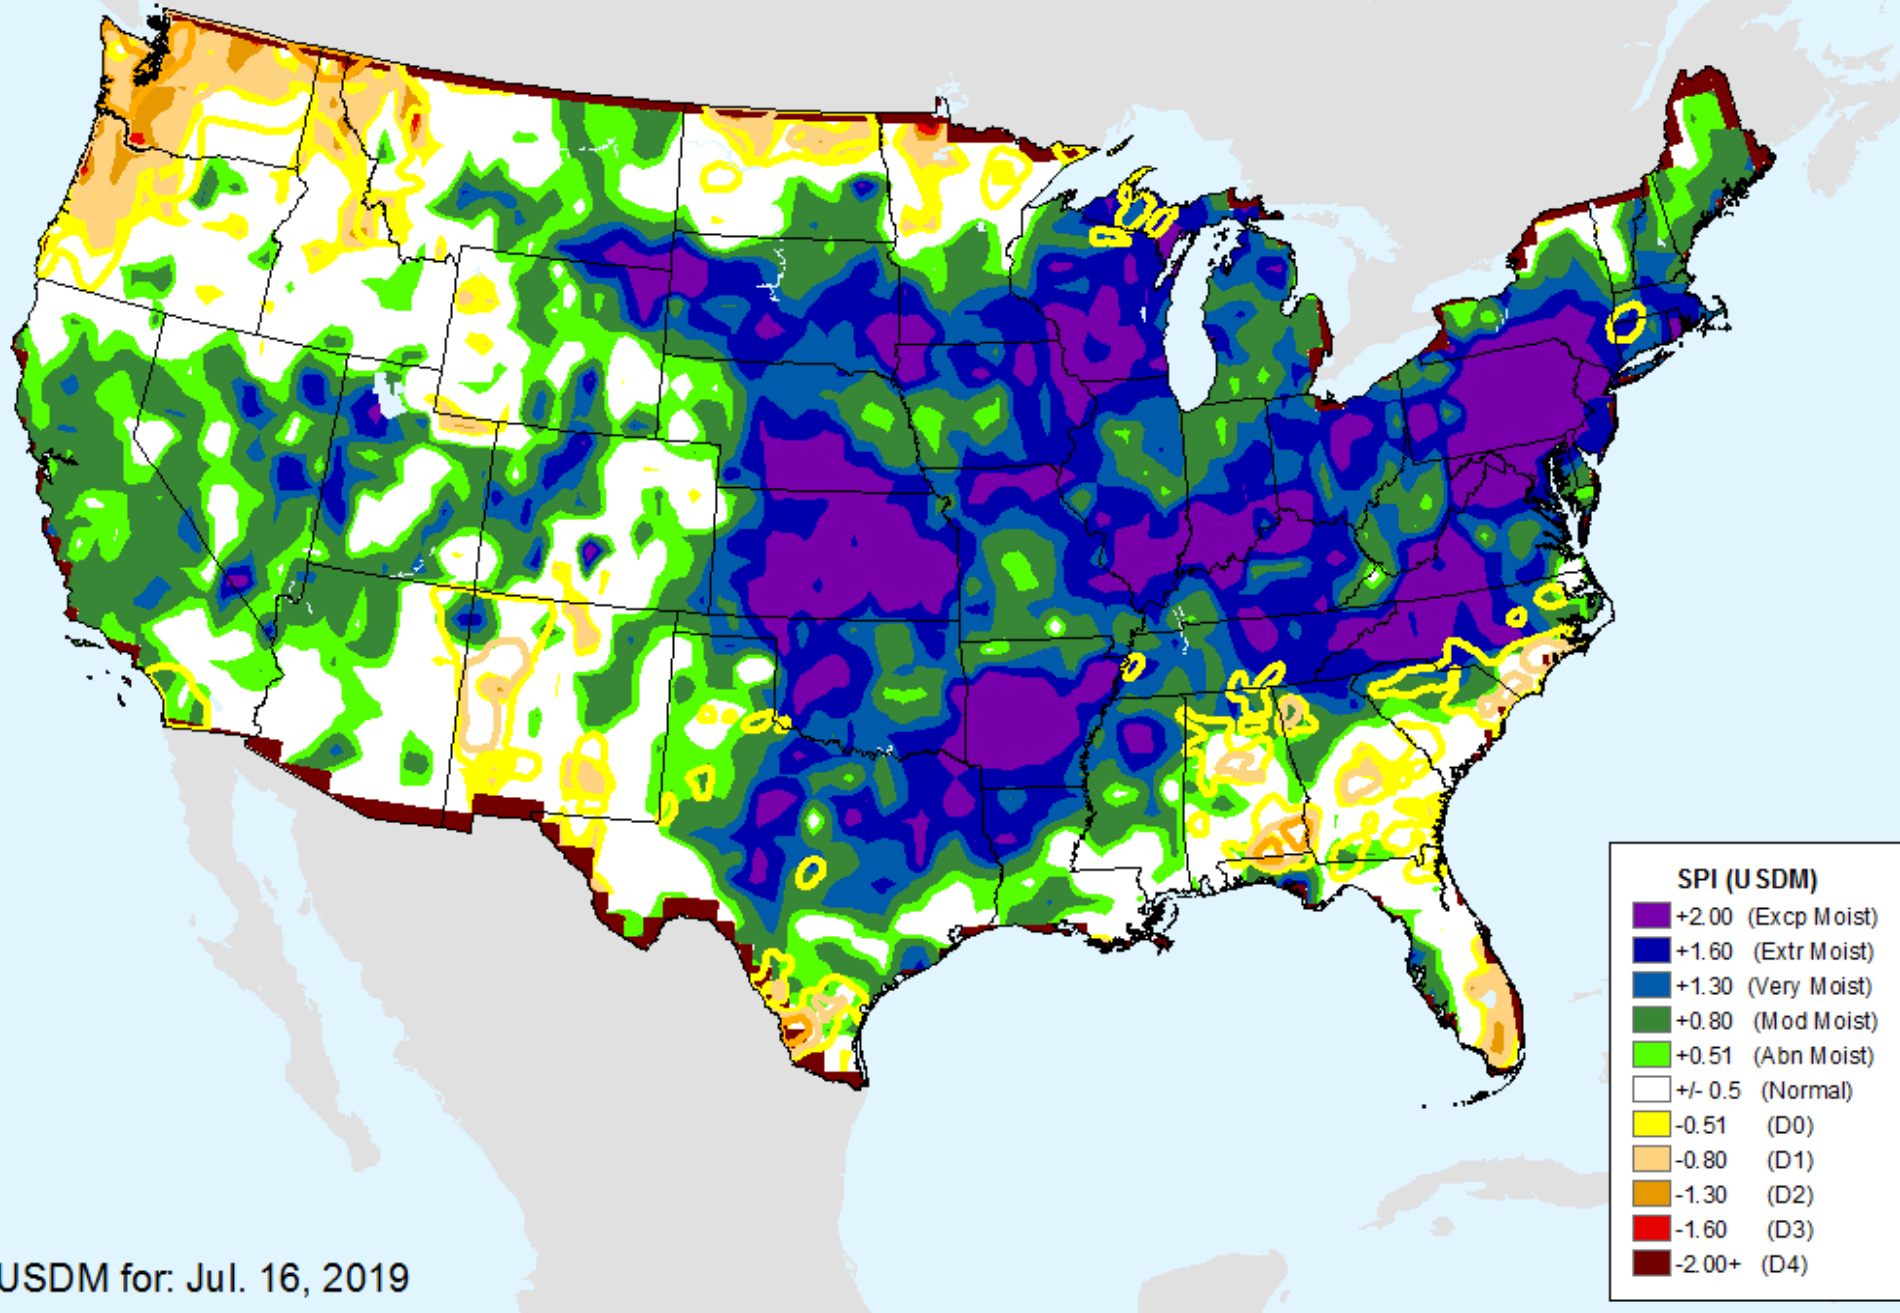 SPI (USDM)
+2.00 (Excp Moist)
+1.60 (Extr Moist)
+1.30 (Very Moist)
+0.80 (Mod Moist)
+0.51 (Abn Moist)
+/- 0.5 (Normal)
-0.51 (D0)
-0.80 (D1)
-1.30 (D2)
-1.60 (D3)
-2.00+ (D4)
USDM for: Jul. 16, 2019